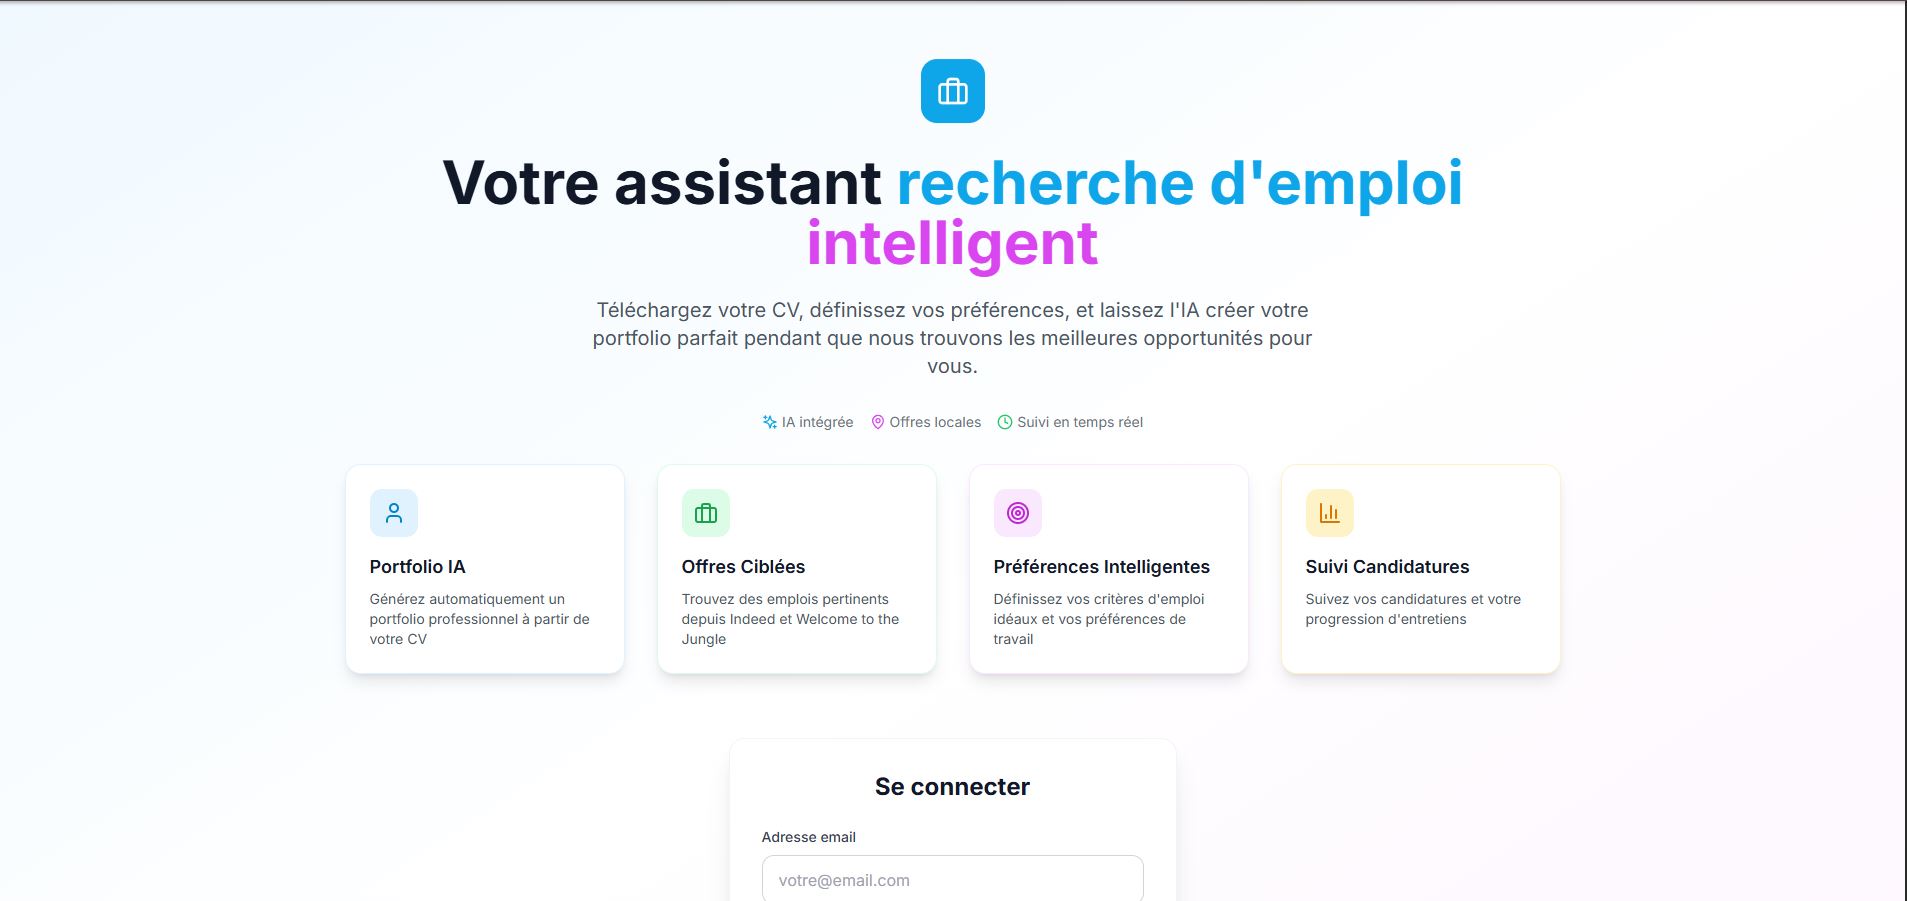 Votre assistant recherche d'emploi
intelligent
Téléchargez votre CV, définissez vos préférences, et laissez l'IA créer votre
portfolio parfait pendant que nous trouvons les meilleures opportunités pour
vous.
IA intégrée Offres locales Suivi en temps réel
Portfolio IA
Générez automatiquement un
portfolio professionnel à partir de
votre CV
Offres Ciblées
Trouvez des emplois pertinents
depuis Indeed et Welcome to the
Jungle
Préférences Intelligentes
Définissez vos critères d'emploi
idéaux et vos préférences de
travail
Suivi Candidatures
Suivez vos candidatures et votre
progression d'entretiens
Se connecter
Adresse email
votre@email.com